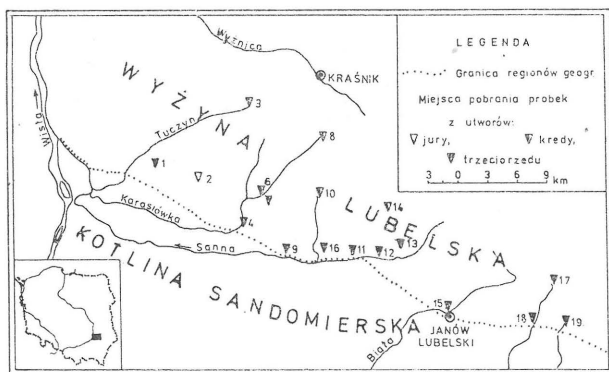 Wyżnica
KRAŚNIK
WYŻYNA
Wisła
Tuczyn
3
8
1
2
6
7
10
14
Karasiówka
4
LUBELSKA
Sanna
9
16
11
12
13
KOTLINA SANDOMIERSKA
15
17
18
19
JANÓW
LUBELSKI
Biała
LEGENDA
Granica regionów geogr.
Miejsca pobrania próbek
z utworów:
jury, kredy,
trzeciorzędu
3 0 3 6 9
km